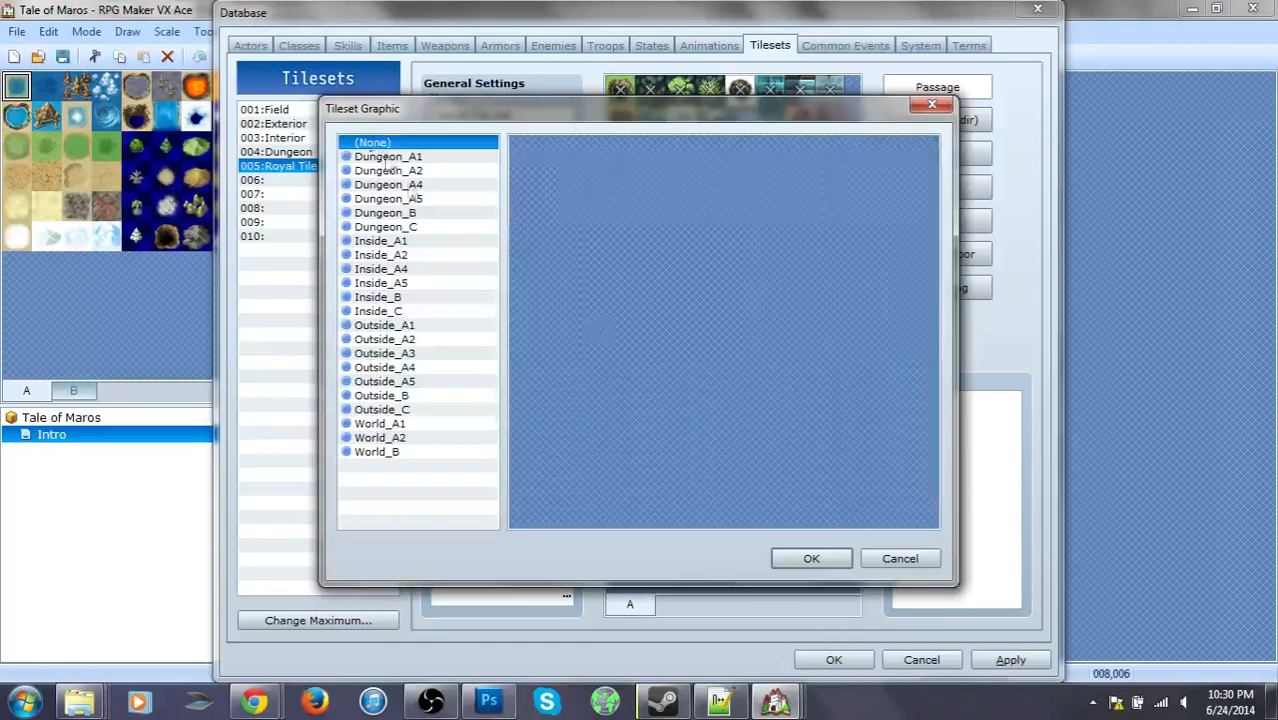 Tale of Maros - RPG Maker VX Ace
File Edit Mode Draw Scale
Database
Actors Classes Skills Items Weapons Armors Enemies Troops States Animations Tilesets Common Events System Terms
Tilesets
General Settings
Passage
001:Field
002:Exterior
003:Interior
004:Dungeon
005:Royal Tile
006:
007:
008:
009:
010:
Change Maximum...
Tileset Graphic
(None)
Dungeon_A1
Dungeon_A2
Dungeon_A4
Dungeon_A5
Dungeon_B
Dungeon_C
Inside_A1
Inside_A2
Inside_A4
Inside_A5
Inside_B
Inside_C
Outside_A1
Outside_A2
Outside_A3
Outside_A4
Outside_A5
Outside_B
Outside_C
World_A1
World_A2
World_B
OK Cancel
A B
Tale of Maros
Intro
...
A
OK Cancel Apply
008,006
Ps
10:30 PM
6/24/2014